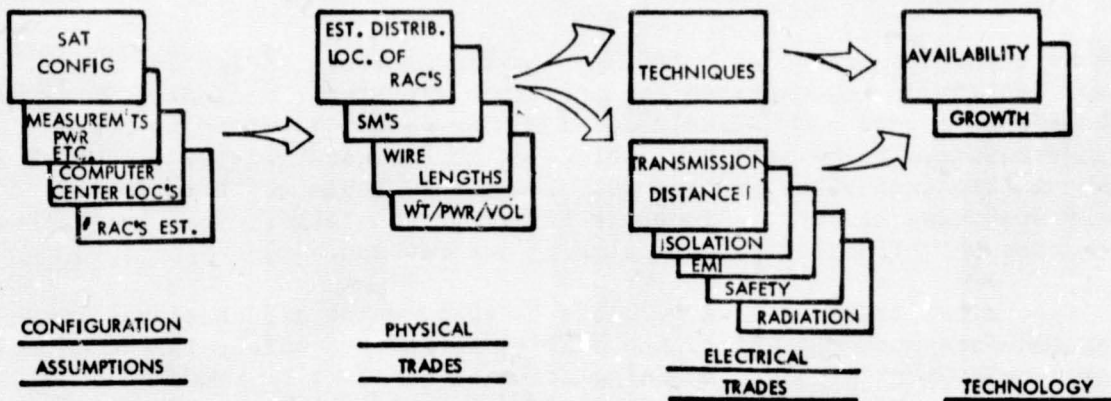 SAT
CONFIG
MEASUREM'TS
PWR
ETC.
COMPUTER
CENTER LOC'S
RAC'S EST.
CONFIGURATION
ASSUMPTIONS
EST. DISTRIB.
LOC. OF
RAC'S
SM'S
WIRE
LENGTHS
WT/PWR/VOL
PHYSICAL
TRADES
TECHNIQUES
TRANSMISSION
DISTANCE
ISOLATION
EMI
SAFETY
RADIATION
ELECTRICAL
TRADES
AVAILABILITY
GROWTH
TECHNOLOGY